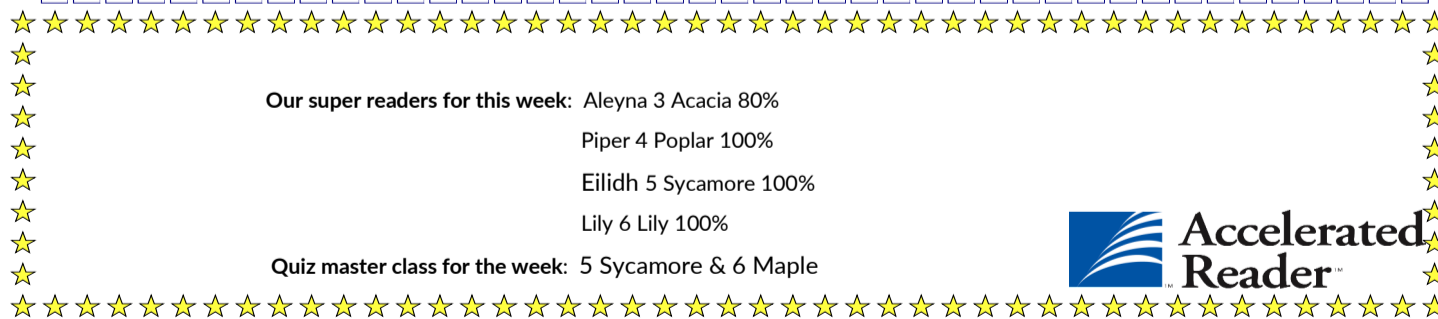 Our super readers for this week: Aleyna 3 Acacia 80%
Piper 4 Poplar 100%
Eilidh 5 Sycamore 100%
Lily 6 Lily 100%
Quiz master class for the week: 5 Sycamore & 6 Maple
Accelerated
Reader™